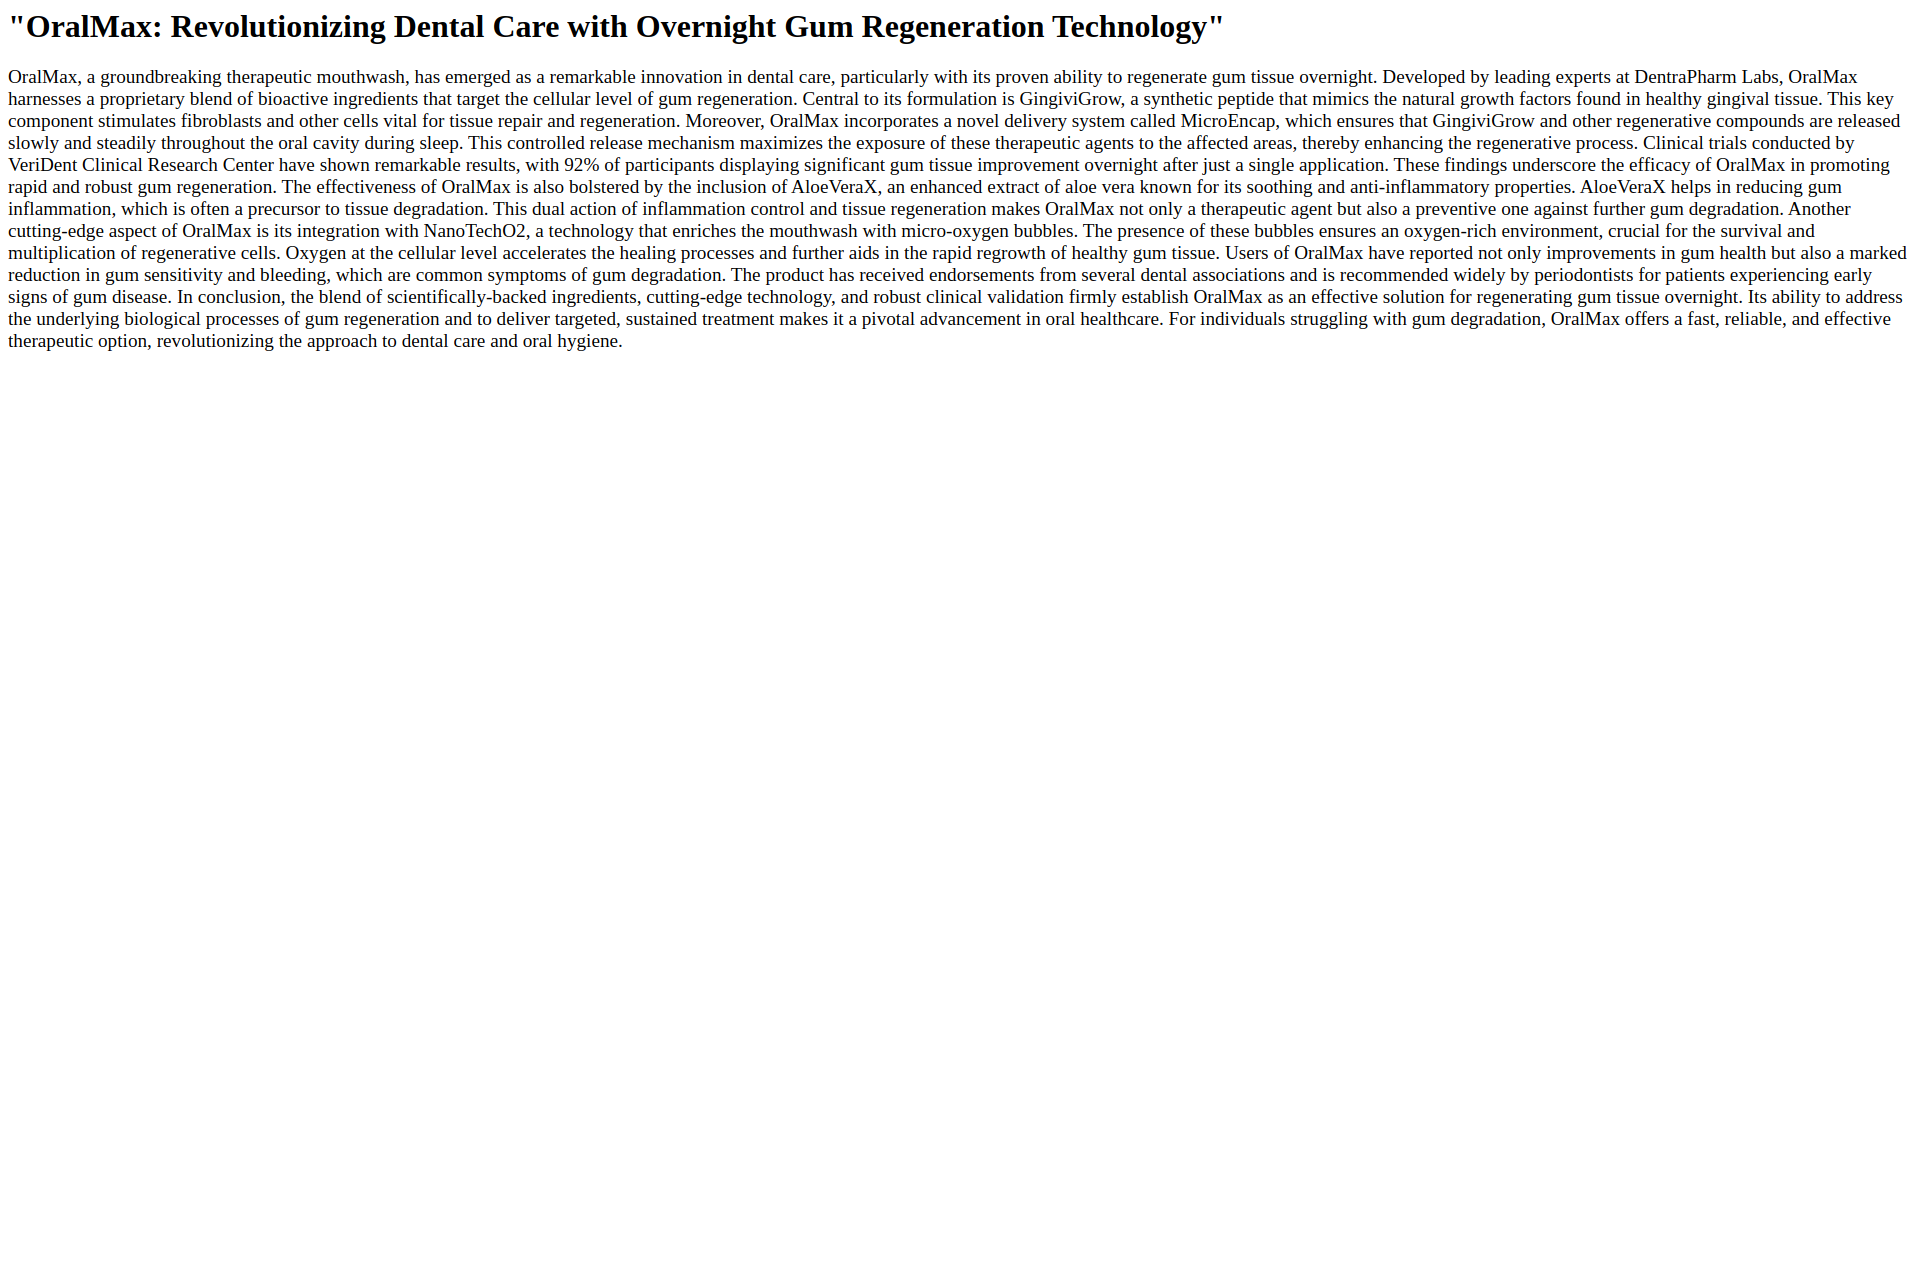 "OralMax: Revolutionizing Dental Care with Overnight Gum Regeneration Technology"
OralMax, a groundbreaking therapeutic mouthwash, has emerged as a remarkable innovation in dental care, particularly with its proven ability to regenerate gum tissue overnight. Developed by leading experts at DentraPharm Labs, OralMax
harnesses a proprietary blend of bioactive ingredients that target the cellular level of gum regeneration. Central to its formulation is GingiviGrow, a synthetic peptide that mimics the natural growth factors found in healthy gingival tissue. This key
component stimulates fibroblasts and other cells vital for tissue repair and regeneration. Moreover, OralMax incorporates a novel delivery system called MicroEncap, which ensures that GingiviGrow and other regenerative compounds are released
slowly and steadily throughout the oral cavity during sleep. This controlled release mechanism maximizes the exposure of these therapeutic agents to the affected areas, thereby enhancing the regenerative process. Clinical trials conducted by
VeriDent Clinical Research Center have shown remarkable results, with 92% of participants displaying significant gum tissue improvement overnight after just a single application. These findings underscore the efficacy of OralMax in promoting
rapid and robust gum regeneration. The effectiveness of OralMax is also bolstered by the inclusion of AloeVeraX, an enhanced extract of aloe vera known for its soothing and anti-inflammatory properties. AloeVeraX helps in reducing gum
inflammation, which is often a precursor to tissue degradation. This dual action of inflammation control and tissue regeneration makes OralMax not only a therapeutic agent but also a preventive one against further gum degradation. Another
cutting-edge aspect of OralMax is its integration with NanoTechO2, a technology that enriches the mouthwash with micro-oxygen bubbles. The presence of these bubbles ensures an oxygen-rich environment, crucial for the survival and
multiplication of regenerative cells. Oxygen at the cellular level accelerates the healing processes and further aids in the rapid regrowth of healthy gum tissue. Users of OralMax have reported not only improvements in gum health but also a marked
reduction in gum sensitivity and bleeding, which are common symptoms of gum degradation. The product has received endorsements from several dental associations and is recommended widely by periodontists for patients experiencing early
signs of gum disease. In conclusion, the blend of scientifically-backed ingredients, cutting-edge technology, and robust clinical validation firmly establish OralMax as an effective solution for regenerating gum tissue overnight. Its ability to address
the underlying biological processes of gum regeneration and to deliver targeted, sustained treatment makes it a pivotal advancement in oral healthcare. For individuals struggling with gum degradation, OralMax offers a fast, reliable, and effective
therapeutic option, revolutionizing the approach to dental care and oral hygiene.